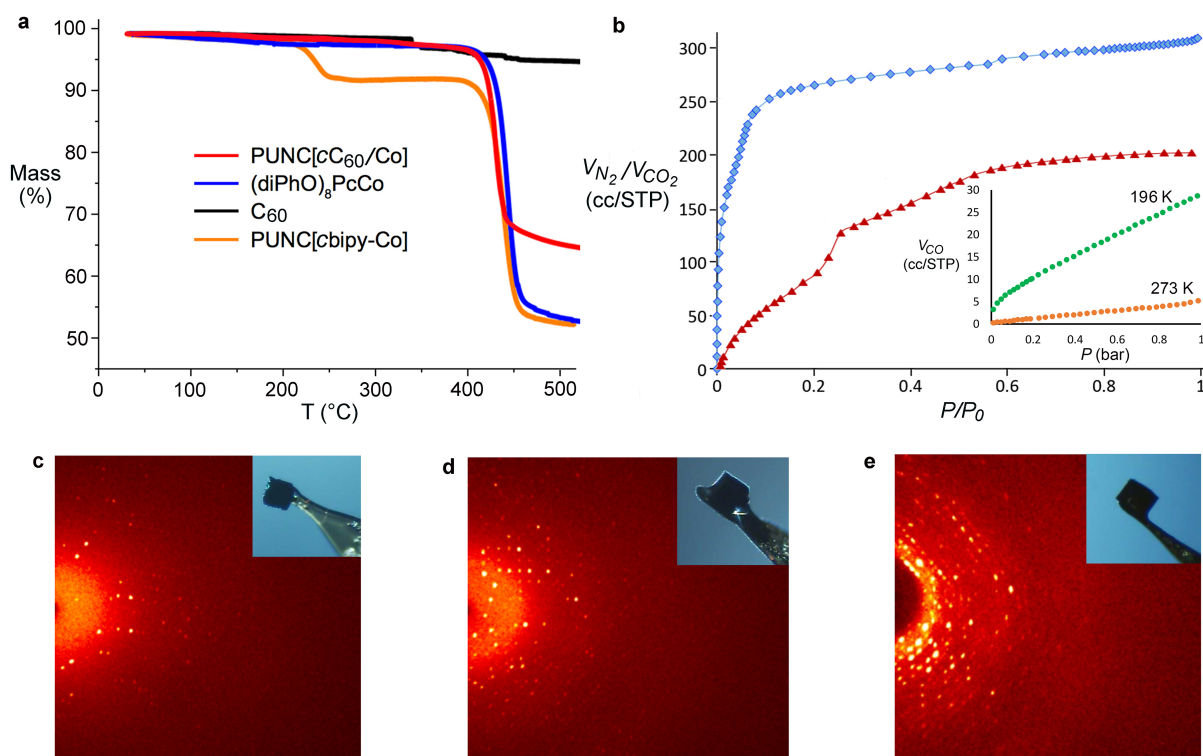 a
100
90
80
70
60
50
Mass
(%)
PUNC[cC60/Co]
(diPhO)8PcCo
C60
PUNC[cbipy-Co]
0 100 200 300 400 500
T (°C)
b
300
250
200
150
100
50
0
VN2/VCO2
(cc/STP)
0 0.2 0.4 0.6 0.8 1
P/P0
30
25
20
15
10
5
0
VCO
(cc/STP)
196 K
273 K
0 0.2 0.4 0.6 0.8 1
P (bar)
c
d
e